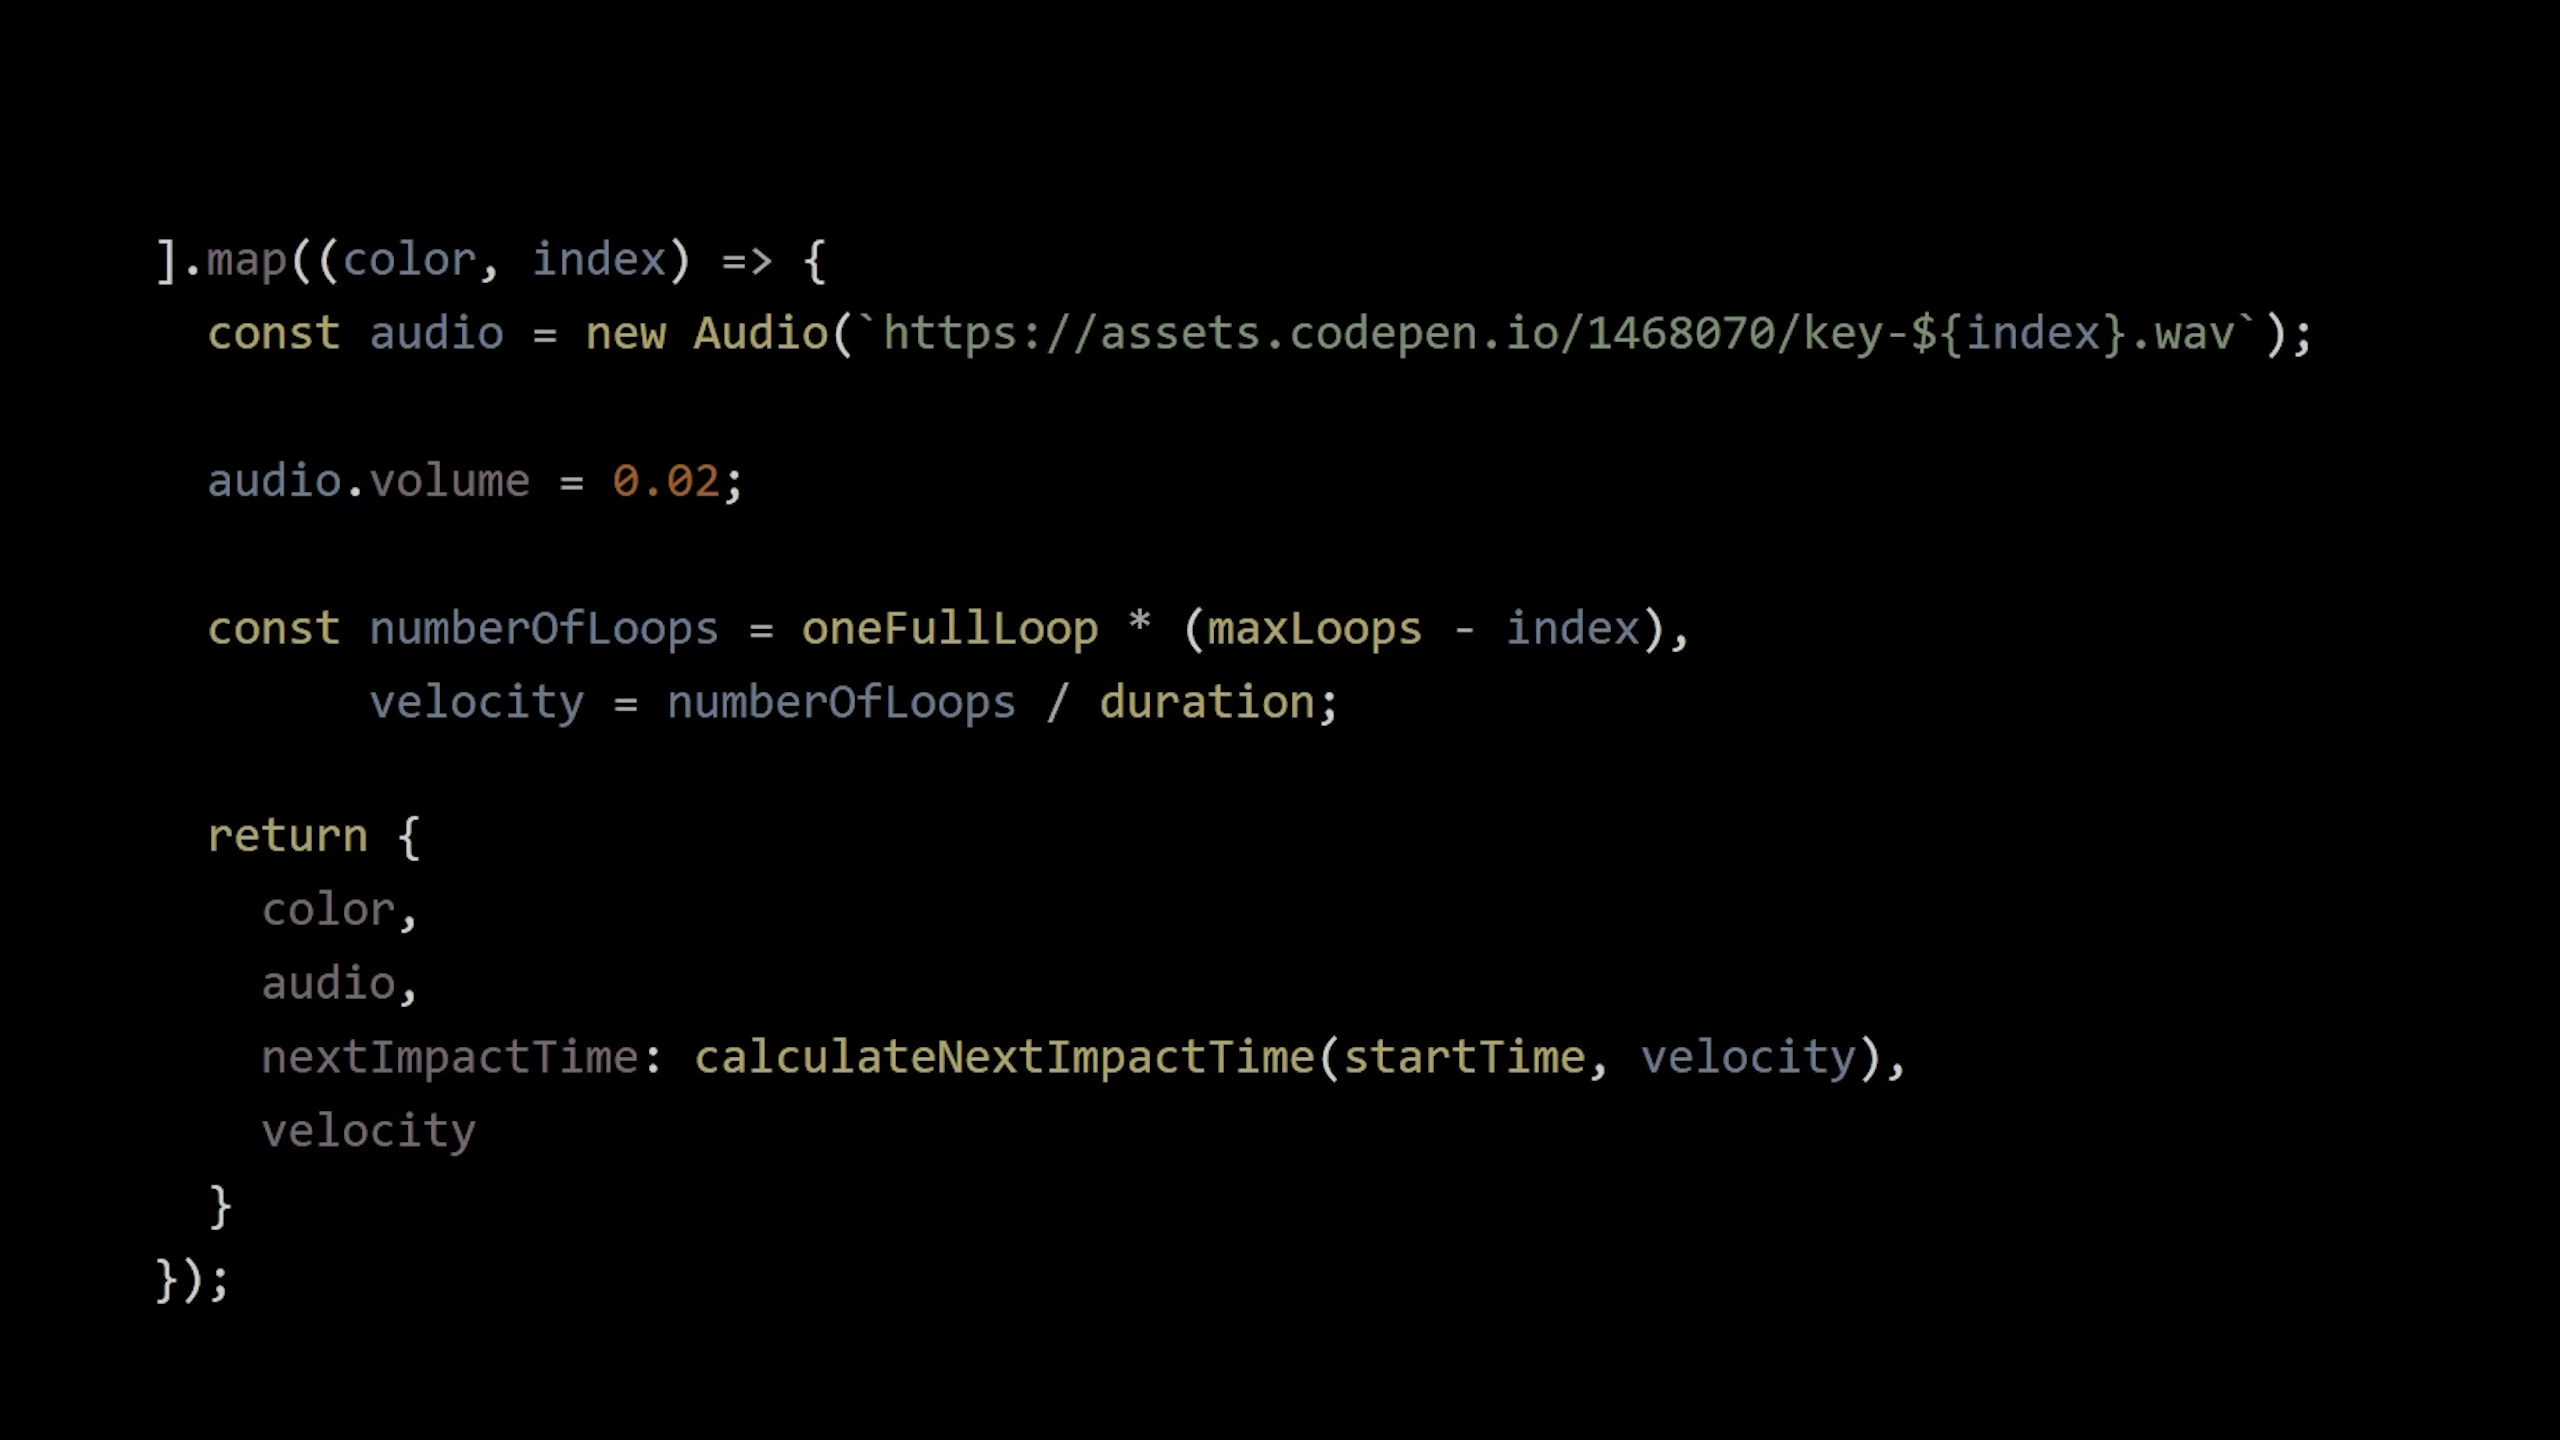 ].map((color, index) => {
const audio = new Audio(`https://assets.codepen.io/1468070/key-${index}.wav`);
audio.volume = 0.02;
const numberOfLoops = oneFullLoop * (maxLoops - index),
velocity = numberOfLoops / duration;
return {
color,
audio,
nextImpactTime: calculateNextImpactTime(startTime, velocity),
velocity
}
});